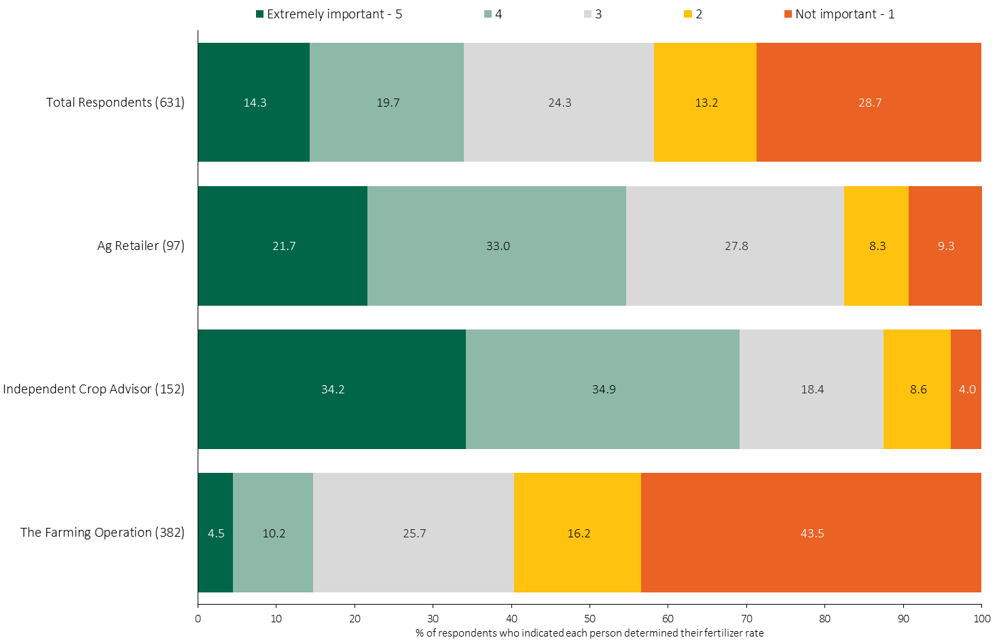 Extremely important - 5 4 3 2 Not important - 1
Total Respondents (631) 14.3 19.7 24.3 13.2 28.7
Ag Retailer (97) 21.7 33.0 27.8 8.3 9.3
Independent Crop Advisor (152) 34.2 34.9 18.4 8.6 4.0
The Farming Operation (382) 4.5 10.2 25.7 16.2 43.5
0 10 20 30 40 50 60 70 80 90 100
% of respondents who indicated each person determined their fertilizer rate